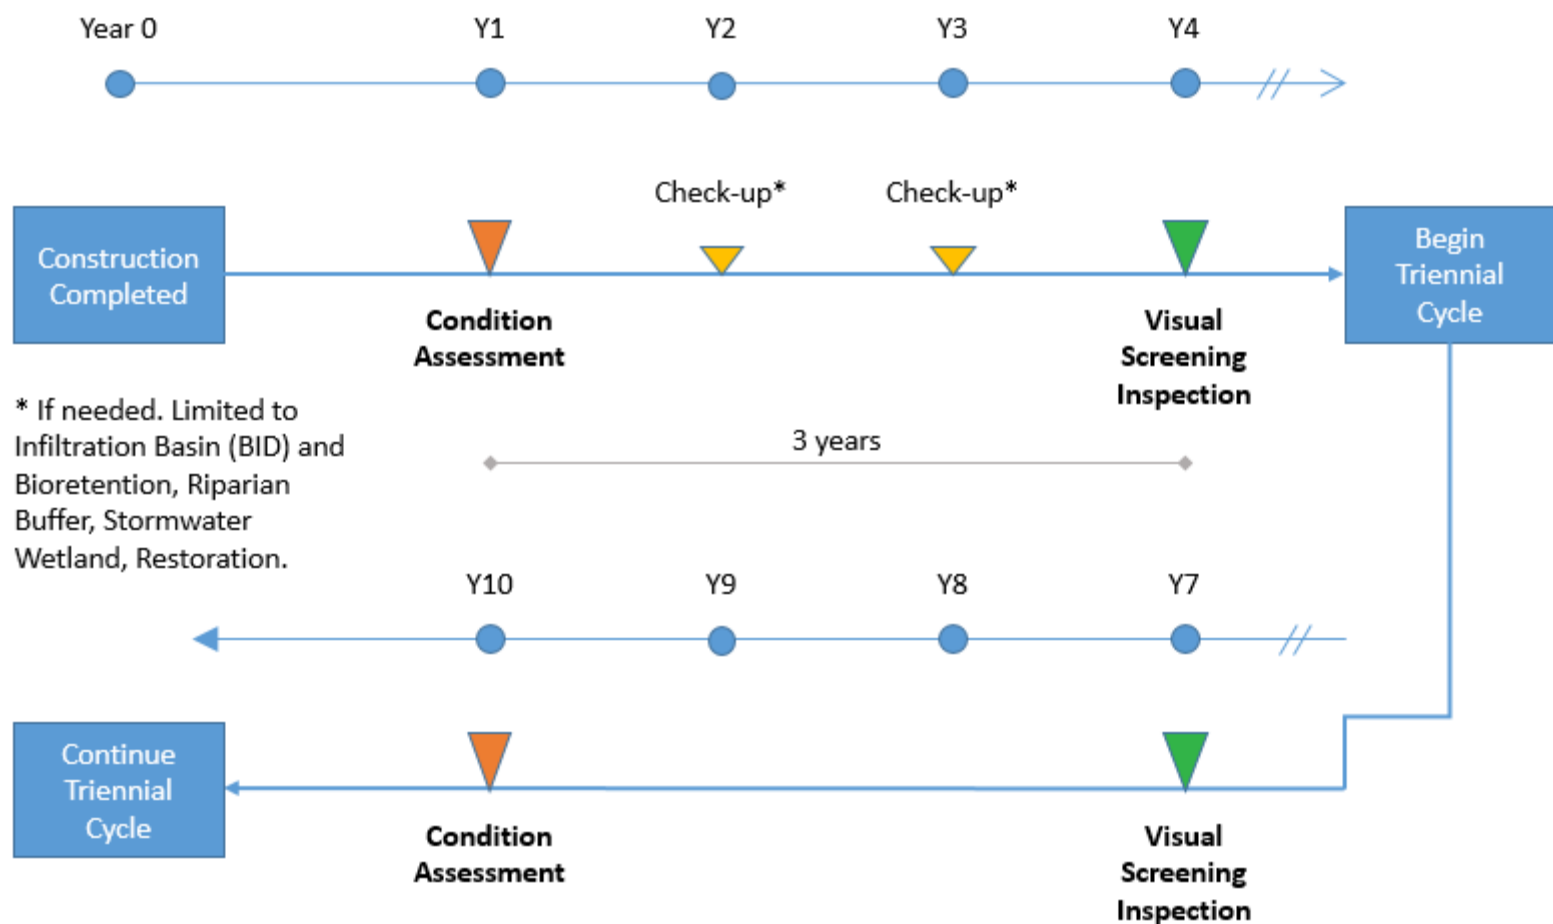 Year 0
Y1
Y2
Y3
Y4
Check-up*
Check-up*
Construction
Completed
Begin
Triennial
Cycle
Condition
Assessment
Visual
Screening
Inspection
* If needed. Limited to
Infiltration Basin (BID) and
Bioretention, Riparian
Buffer, Stormwater
Wetland, Restoration.
3 years
Y10
Y9
Y8
Y7
Continue
Triennial
Cycle
Condition
Assessment
Visual
Screening
Inspection